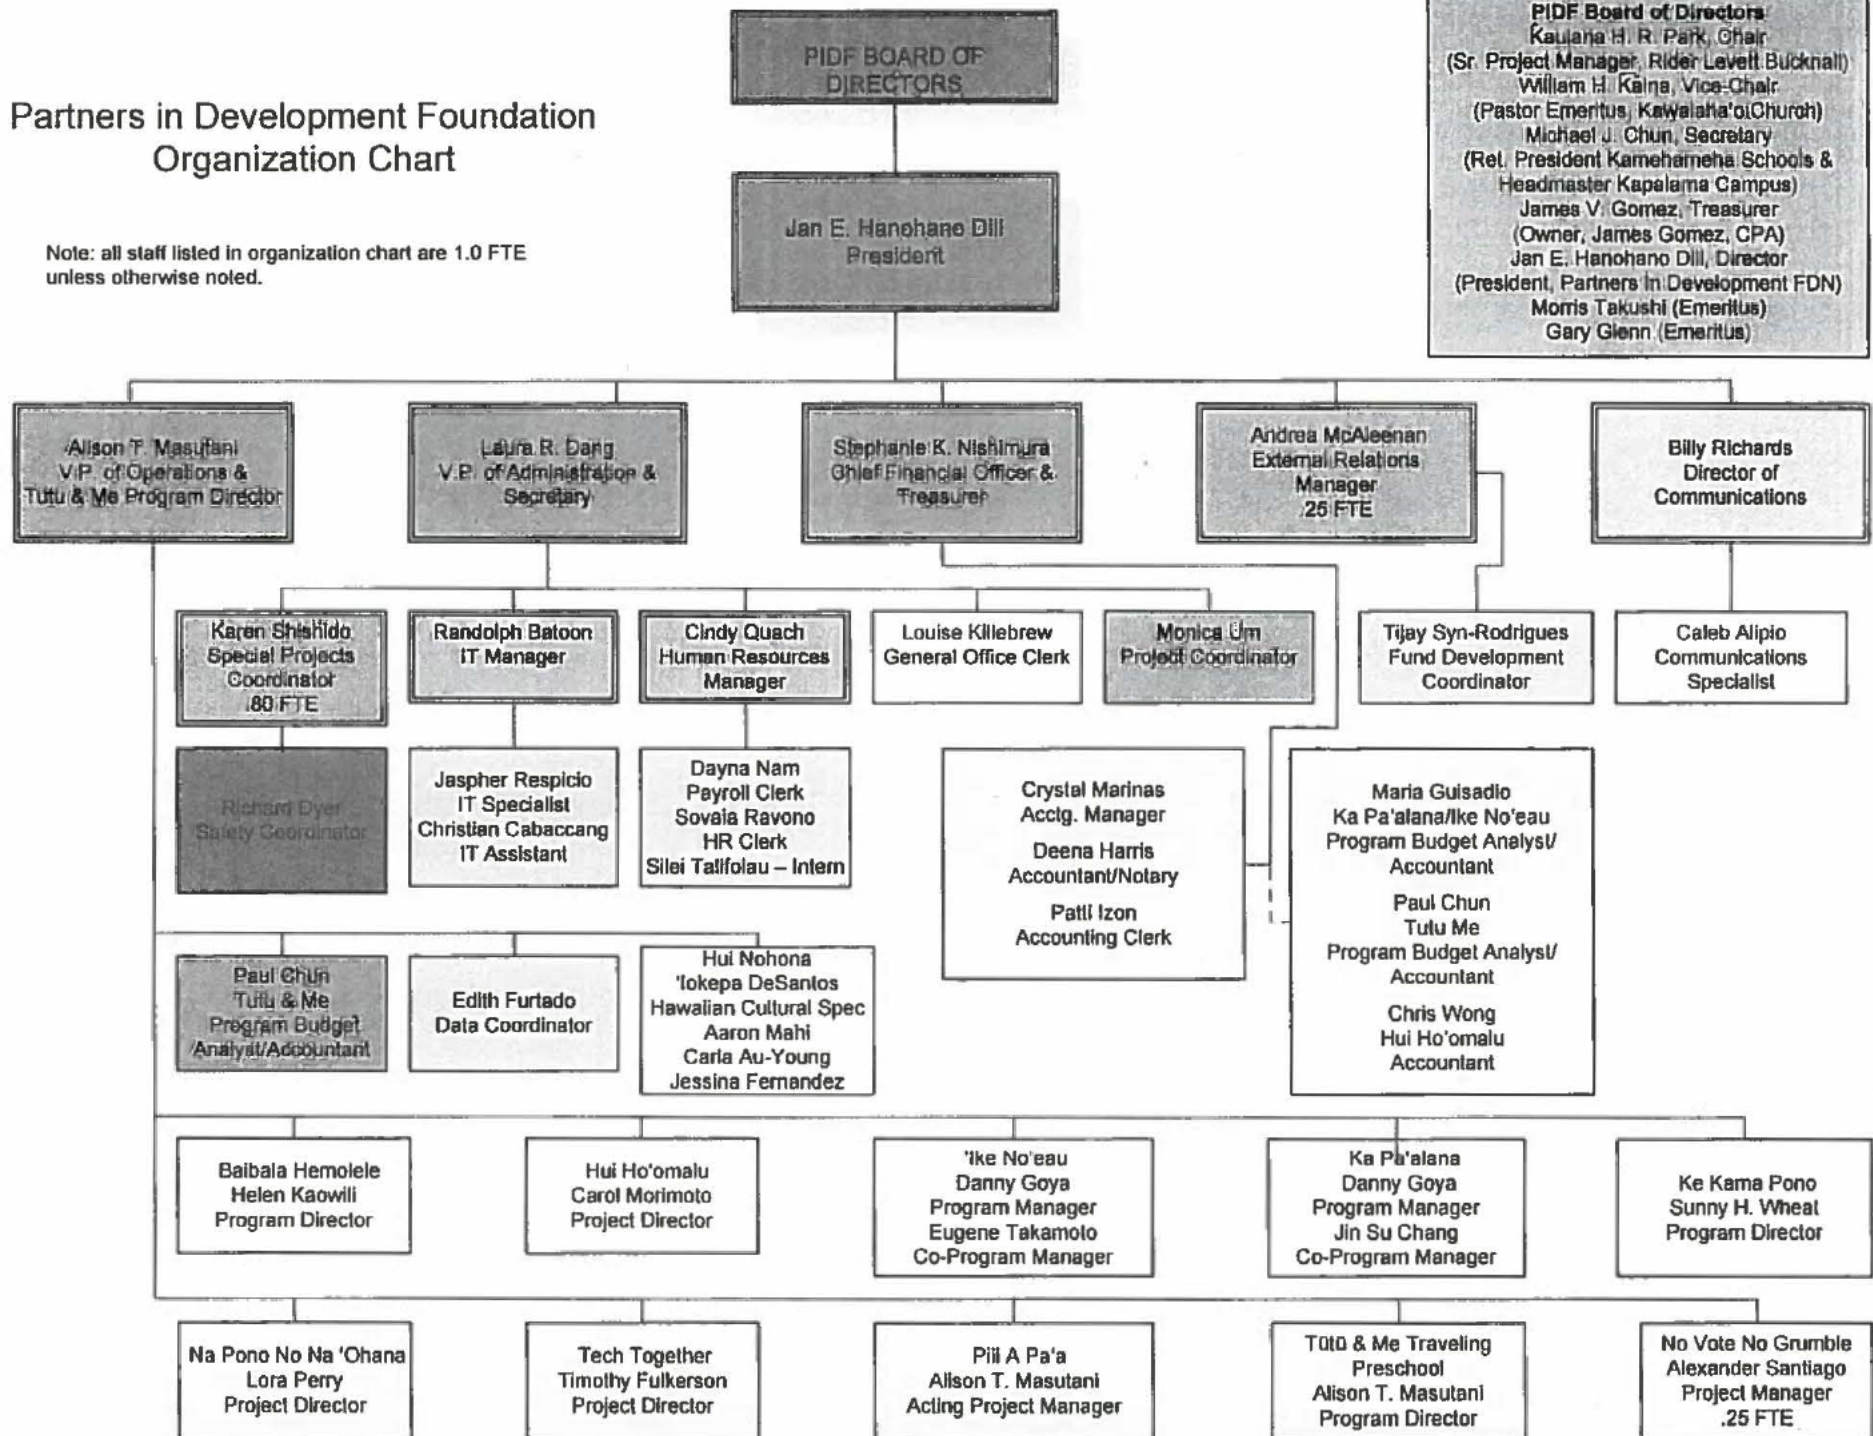 Partners in Development Foundation
Organization Chart
Note: all staff listed in organization chart are 1.0 FTE
unless otherwise noted.
PIDF BOARD OF
DIRECTORS
Jan E. Hanohano Dill
President
PIDF Board of Directors
Kaulana H. R. Park, Chair
(Sr. Project Manager, Rider Levett Bucknall)
William H. Kaina, Vice-Chair
(Pastor Emeritus, Kawaiaha'o Church)
Michael J. Chun, Secretary
(Ret. President Kamehameha Schools &
Headmaster Kapalama Campus)
James V. Gomez, Treasurer
(Owner, James Gomez, CPA)
Jan E. Hanohano Dill, Director
(President, Partners In Development FDN)
Morris Takushi (Emeritus)
Gary Glenn (Emeritus)
Alison T. Masutani
V.P. of Operations &
Tutu & Me Program Director
Laura R. Dang
V.P. of Administration &
Secretary
Stephanie K. Nishimura
Chief Financial Officer &
Treasurer
Andrea McAleenan
External Relations
Manager
.25 FTE
Billy Richards
Director of
Communications
Karen Shishido
Special Projects
Coordinator
.80 FTE
Randolph Batoon
IT Manager
Cindy Quach
Human Resources
Manager
Louise Killebrew
General Office Clerk
Monica Um
Project Coordinator
Tijay Syn-Rodrigues
Fund Development
Coordinator
Caleb Alipio
Communications
Specialist
Richard Dyer
Safety Coordinator
Jaspher Respicio
IT Specialist
Christian Cabaccang
IT Assistant
Dayna Nam
Payroll Clerk
Sovaia Ravono
HR Clerk
Silei Talifolau – Intern
Crystal Marinas
Acctg. Manager
Deena Harris
Accountant/Notary
Patti Izon
Accounting Clerk
Maria Guisadio
Ka Pa'alana/Ike No'eau
Program Budget Analyst/
Accountant
Paul Chun
Tutu Me
Program Budget Analyst/
Accountant
Chris Wong
Hui Ho'omalu
Accountant
Paul Chun
Tutu & Me
Program Budget
Analyst/Accountant
Edith Furtado
Data Coordinator
Hui Nohona
'Iokepa DeSantos
Hawaiian Cultural Spec
Aaron Mahi
Carla Au-Young
Jessina Fernandez
Baibala Hemolele
Helen Kaowili
Program Director
Hui Ho'omalu
Carol Morimoto
Project Director
'Ike No'eau
Danny Goya
Program Manager
Eugene Takamoto
Co-Program Manager
Ka Pa'alana
Danny Goya
Program Manager
Jin Su Chang
Co-Program Manager
Ke Kama Pono
Sunny H. Wheat
Program Director
Na Pono No Na 'Ohana
Lora Perry
Project Director
Tech Together
Timothy Fulkerson
Project Director
Pili A Pa'a
Alison T. Masutani
Acting Project Manager
Tūtū & Me Traveling
Preschool
Alison T. Masutani
Program Director
No Vote No Grumble
Alexander Santiago
Project Manager
.25 FTE